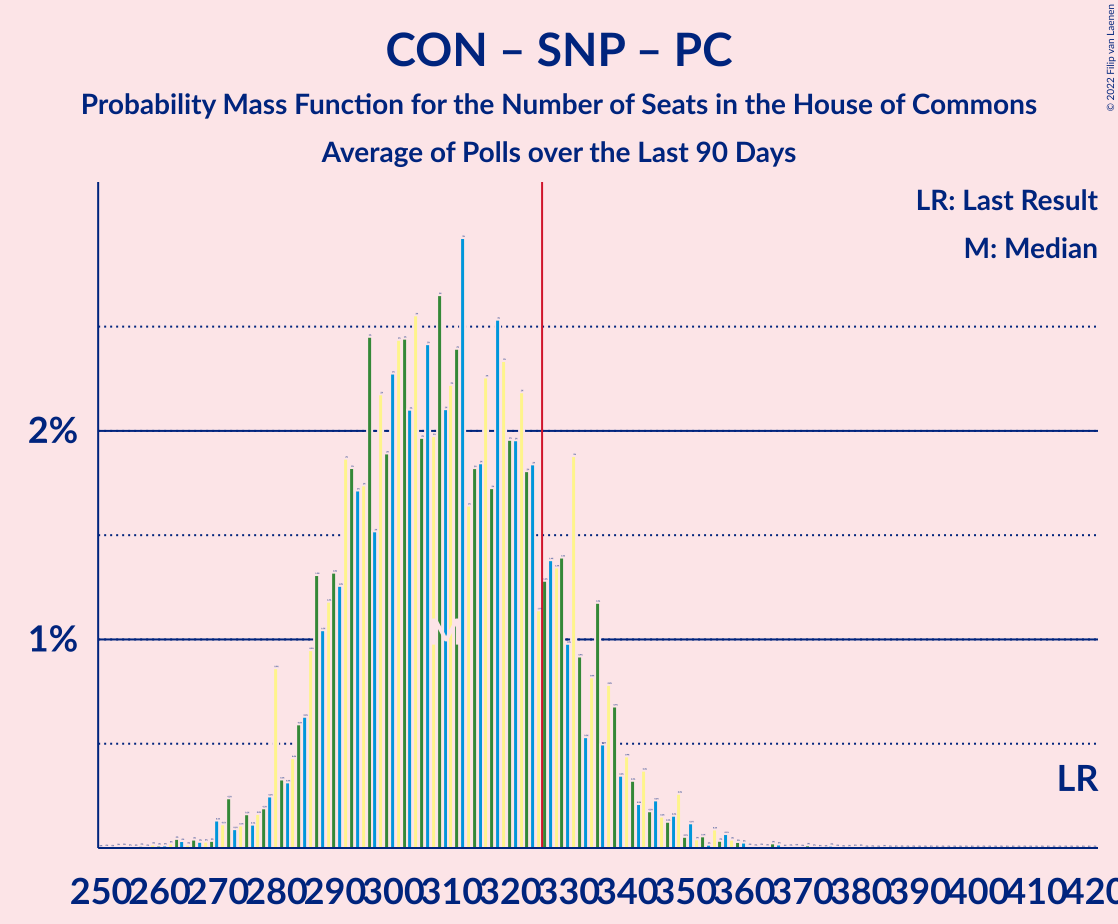 CON – SNP – PC
Probability Mass Function for the Number of Seats in the House of Commons
Average of Polls over the Last 90 Days
© 2022 Filip van Laenen
LR: Last Result
M: Median
2%
1%
M
LR
250 260 270 280 290 300 310 320 330 340 350 360 370 380 390 400 410 420